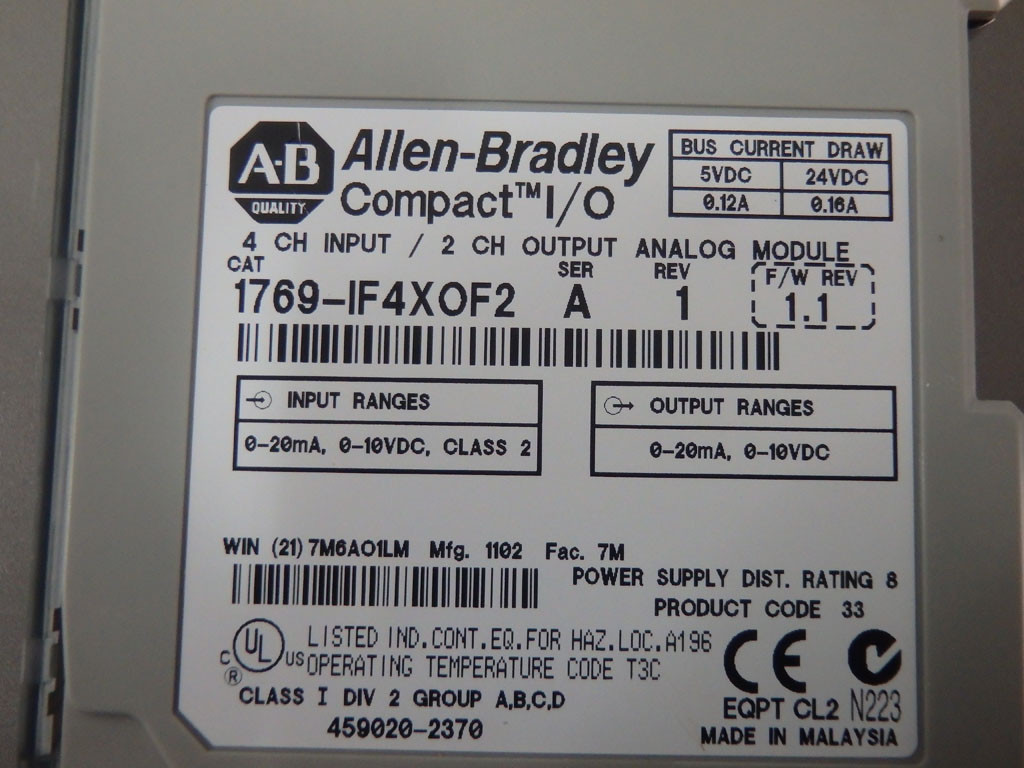 A-B
QUALITY
Allen-Bradley
Compact™ I/O
BUS CURRENT DRAW
5VDC 24VDC
0.12A 0.16A
4 CH INPUT / 2 CH OUTPUT ANALOG MODULE
CAT SER REV F/W REV
1769-IF4XOF2 A 1 1.1
INPUT RANGES
0-20mA, 0-10VDC, CLASS 2
OUTPUT RANGES
0-20mA, 0-10VDC
WIN (21) 7M6AO1LM Mfg. 1102 Fac. 7M
POWER SUPPLY DIST. RATING 8
PRODUCT CODE 33
C UL US ®
LISTED IND.CONT.EQ.FOR HAZ.LOC.A196
OPERATING TEMPERATURE CODE T3C
CLASS I DIV 2 GROUP A,B,C,D
459020-2370
CE
EQPT CL2 N223
MADE IN MALAYSIA